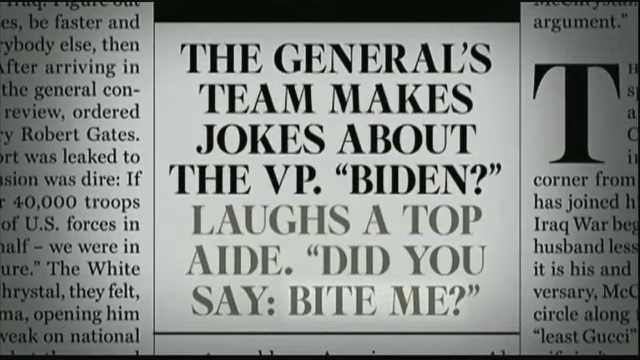 es, be faster and
rybody else, then
After arriving in
the general con-
review, ordered
y Robert Gates.
rt was leaked to
sion was dire: If
r 40,000 troops
of U.S. forces in
half – we were in
ure." The White
hrystal, they felt,
ma, opening him
weak on national
THE GENERAL'S
TEAM MAKES
JOKES ABOUT
THE VP. "BIDEN?"
LAUGHS A TOP
AIDE. "DID YOU
SAY: BITE ME?"
argument."
T
corner from
has joined h
Iraq War beg
husband less
it is his and
versary, McC
circle along
"least Gucci"